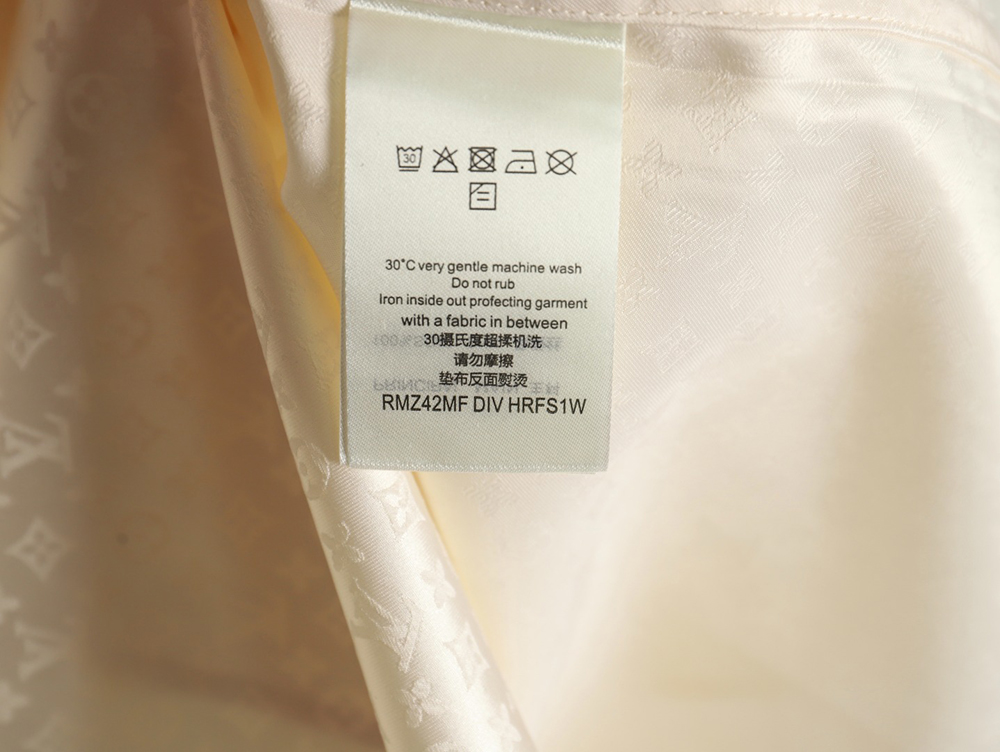 30
30°C very gentle machine wash
Do not rub
Iron inside out profecting garment
with a fabric in between
30摄氏度超揉机洗
请勿摩擦
垫布反面熨烫
RMZ42MF DIV HRFS1W